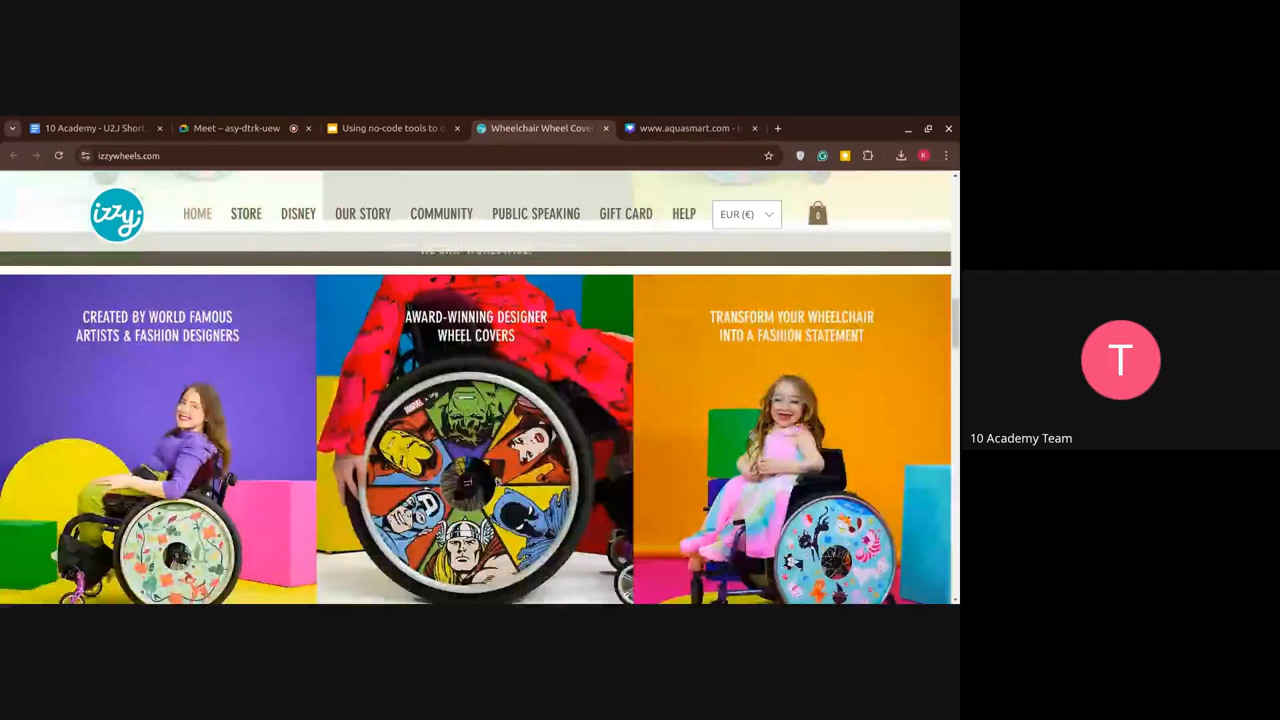 10 Academy - U2J Short
Meet – asy-dtrk-uew
Using no-code tools to d
Wheelchair Wheel Cove
www.aquasmart.com - I
izzywheels.com
K
izzy
HOME STORE DISNEY OUR STORY COMMUNITY PUBLIC SPEAKING GIFT CARD HELP EUR (€) 0
CREATED BY WORLD FAMOUS
ARTISTS & FASHION DESIGNERS
AWARD-WINNING DESIGNER
WHEEL COVERS
TRANSFORM YOUR WHEELCHAIR
INTO A FASHION STATEMENT
MARVEL
T
10 Academy Team